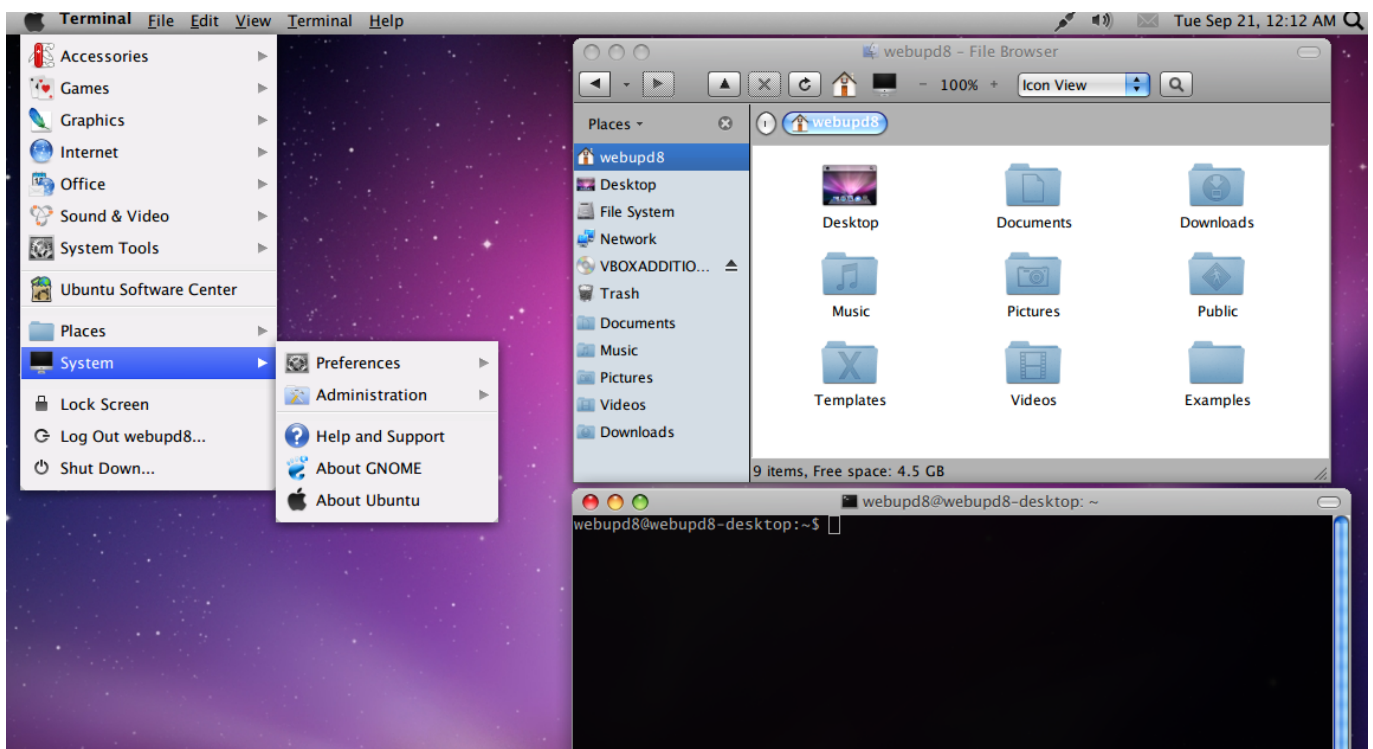 Terminal File Edit View Terminal Help
Tue Sep 21, 12:12 AM
Accessories
Games
Graphics
Internet
Office
Sound & Video
System Tools
Ubuntu Software Center
Places
System
Lock Screen
Log Out webupd8...
Shut Down...
Preferences
Administration
Help and Support
About GNOME
About Ubuntu
webupd8 – File Browser
− 100% + Icon View
Places
webupd8
webupd8
Desktop
File System
Network
VBOXADDITIO...
Trash
Documents
Music
Pictures
Videos
Downloads
Desktop Documents Downloads
Music Pictures Public
Templates Videos Examples
9 items, Free space: 4.5 GB
webupd8@webupd8-desktop: ~
webupd8@webupd8-desktop:~$